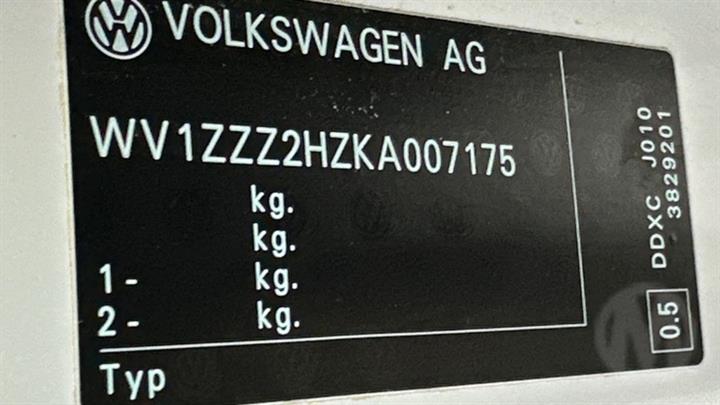 VOLKSWAGEN AG
WV1ZZZ2HZKA007175
kg.
kg.
1- kg.
2- kg.
Typ
DDXC J010
3829201
0.5